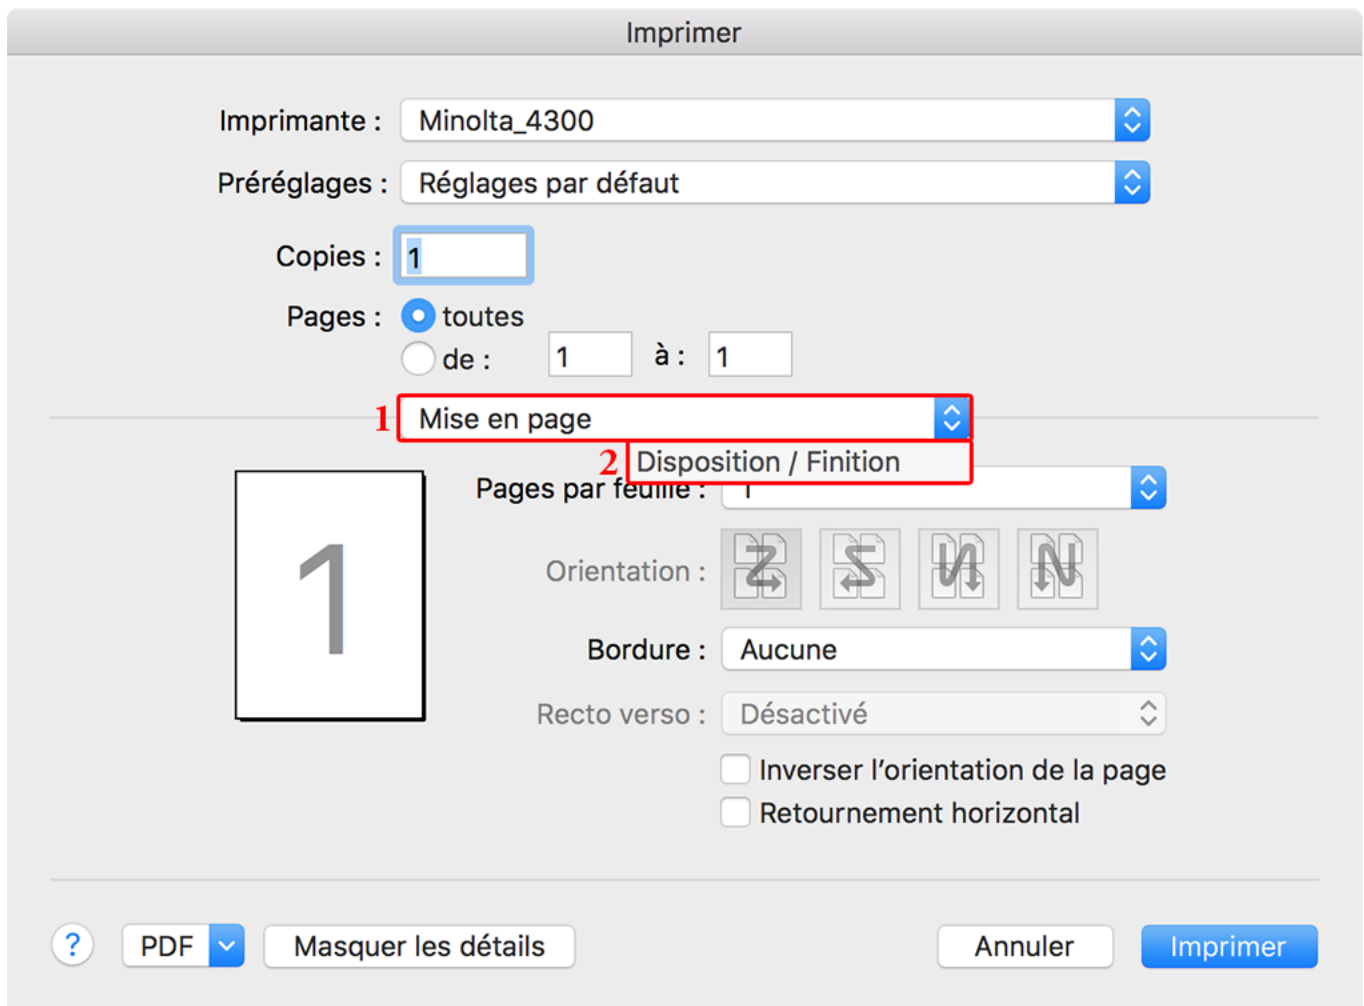 Imprimer
Imprimante : Minolta_4300
Préréglages : Réglages par défaut
Copies : 1
Pages : toutes
de : 1 à : 1
1 Mise en page
2 Disposition / Finition
Pages par feuille : 1
1
Orientation :
Bordure : Aucune
Recto verso : Désactivé
Inverser l’orientation de la page
Retournement horizontal
? PDF Masquer les détails Annuler Imprimer